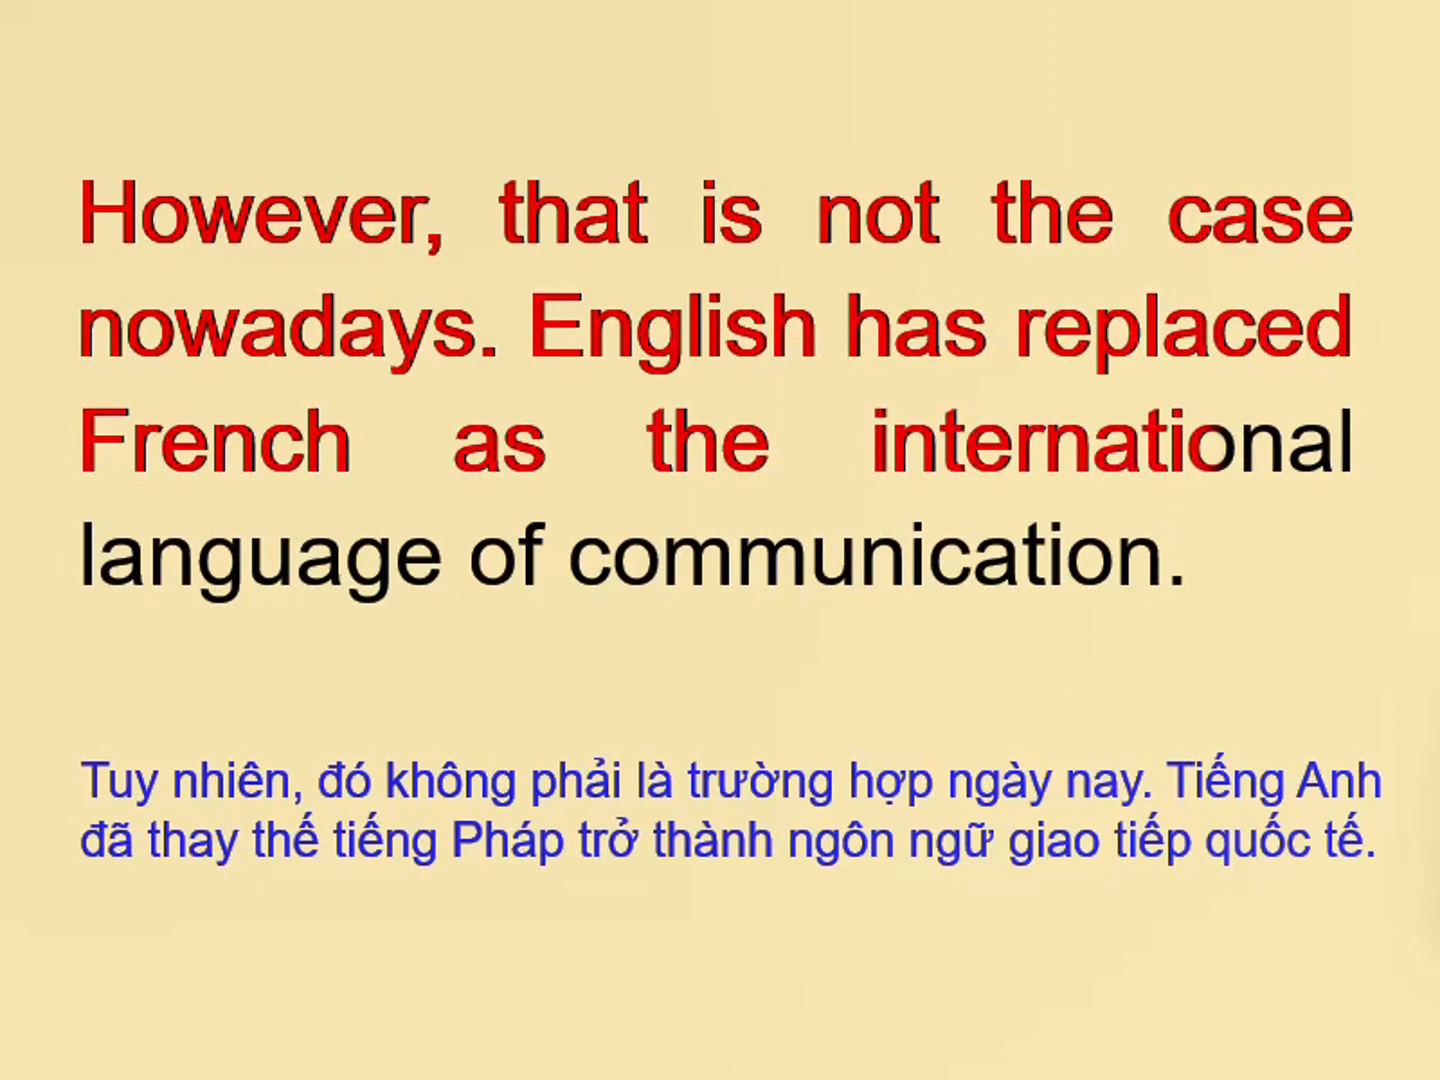 However, that is not the case
nowadays. English has replaced
French as the international
language of communication.
Tuy nhiên, đó không phải là trường hợp ngày nay. Tiếng Anh
đã thay thế tiếng Pháp trở thành ngôn ngữ giao tiếp quốc tế.